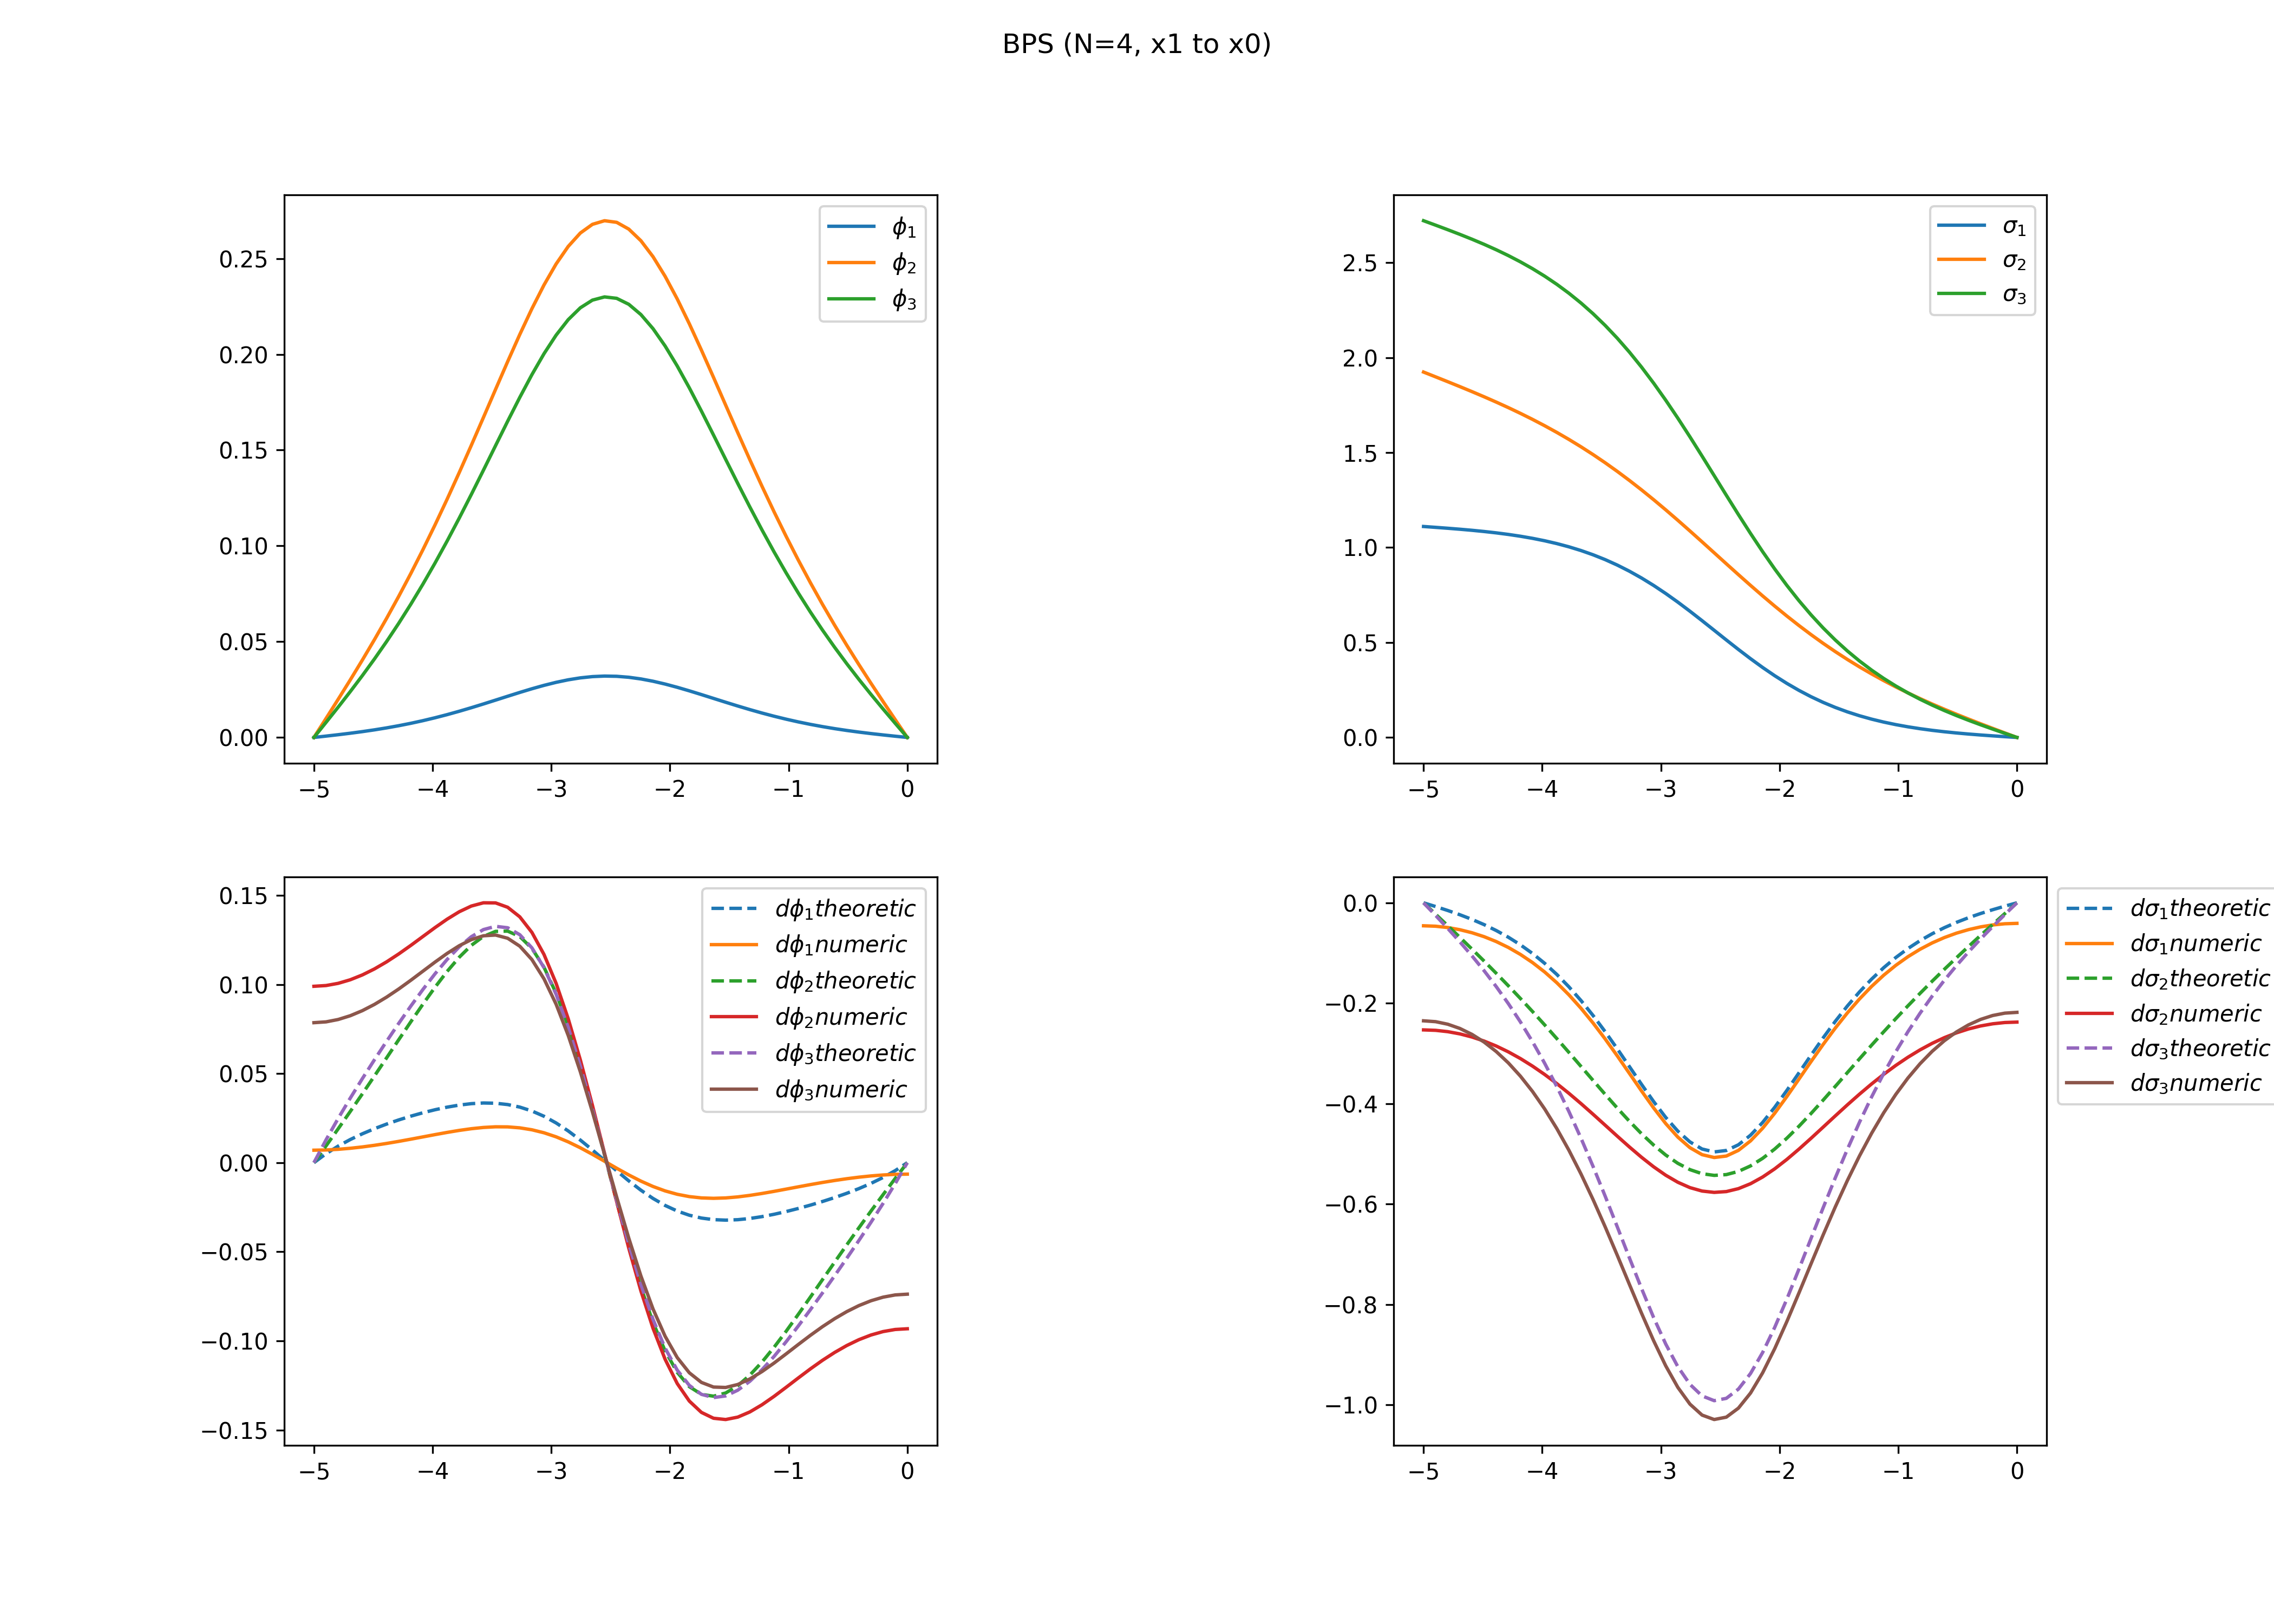 BPS (N=4, x1 to x0)
0.25
0.20
0.15
0.10
0.05
0.00
−5 −4 −3 −2 −1 0
ϕ₁
ϕ₂
ϕ₃
2.5
2.0
1.5
1.0
0.5
0.0
−5 −4 −3 −2 −1 0
σ₁
σ₂
σ₃
0.15
0.10
0.05
0.00
−0.05
−0.10
−0.15
−5 −4 −3 −2 −1 0
dϕ₁theoretic
dϕ₁numeric
dϕ₂theoretic
dϕ₂numeric
dϕ₃theoretic
dϕ₃numeric
0.0
−0.2
−0.4
−0.6
−0.8
−1.0
−5 −4 −3 −2 −1 0
dσ₁theoretic
dσ₁numeric
dσ₂theoretic
dσ₂numeric
dσ₃theoretic
dσ₃numeric